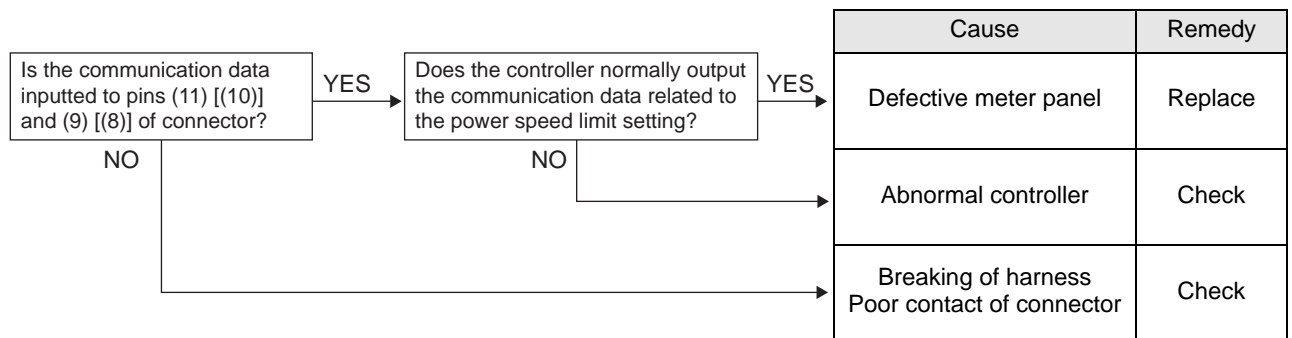 Is the communication data
inputted to pins (11) [(10)]
and (9) [(8)] of connector?
YES
NO
Does the controller normally output
the communication data related to
the power speed limit setting?
YES
NO
Cause Remedy
Defective meter panel Replace
Abnormal controller Check
Breaking of harness
Poor contact of connector Check